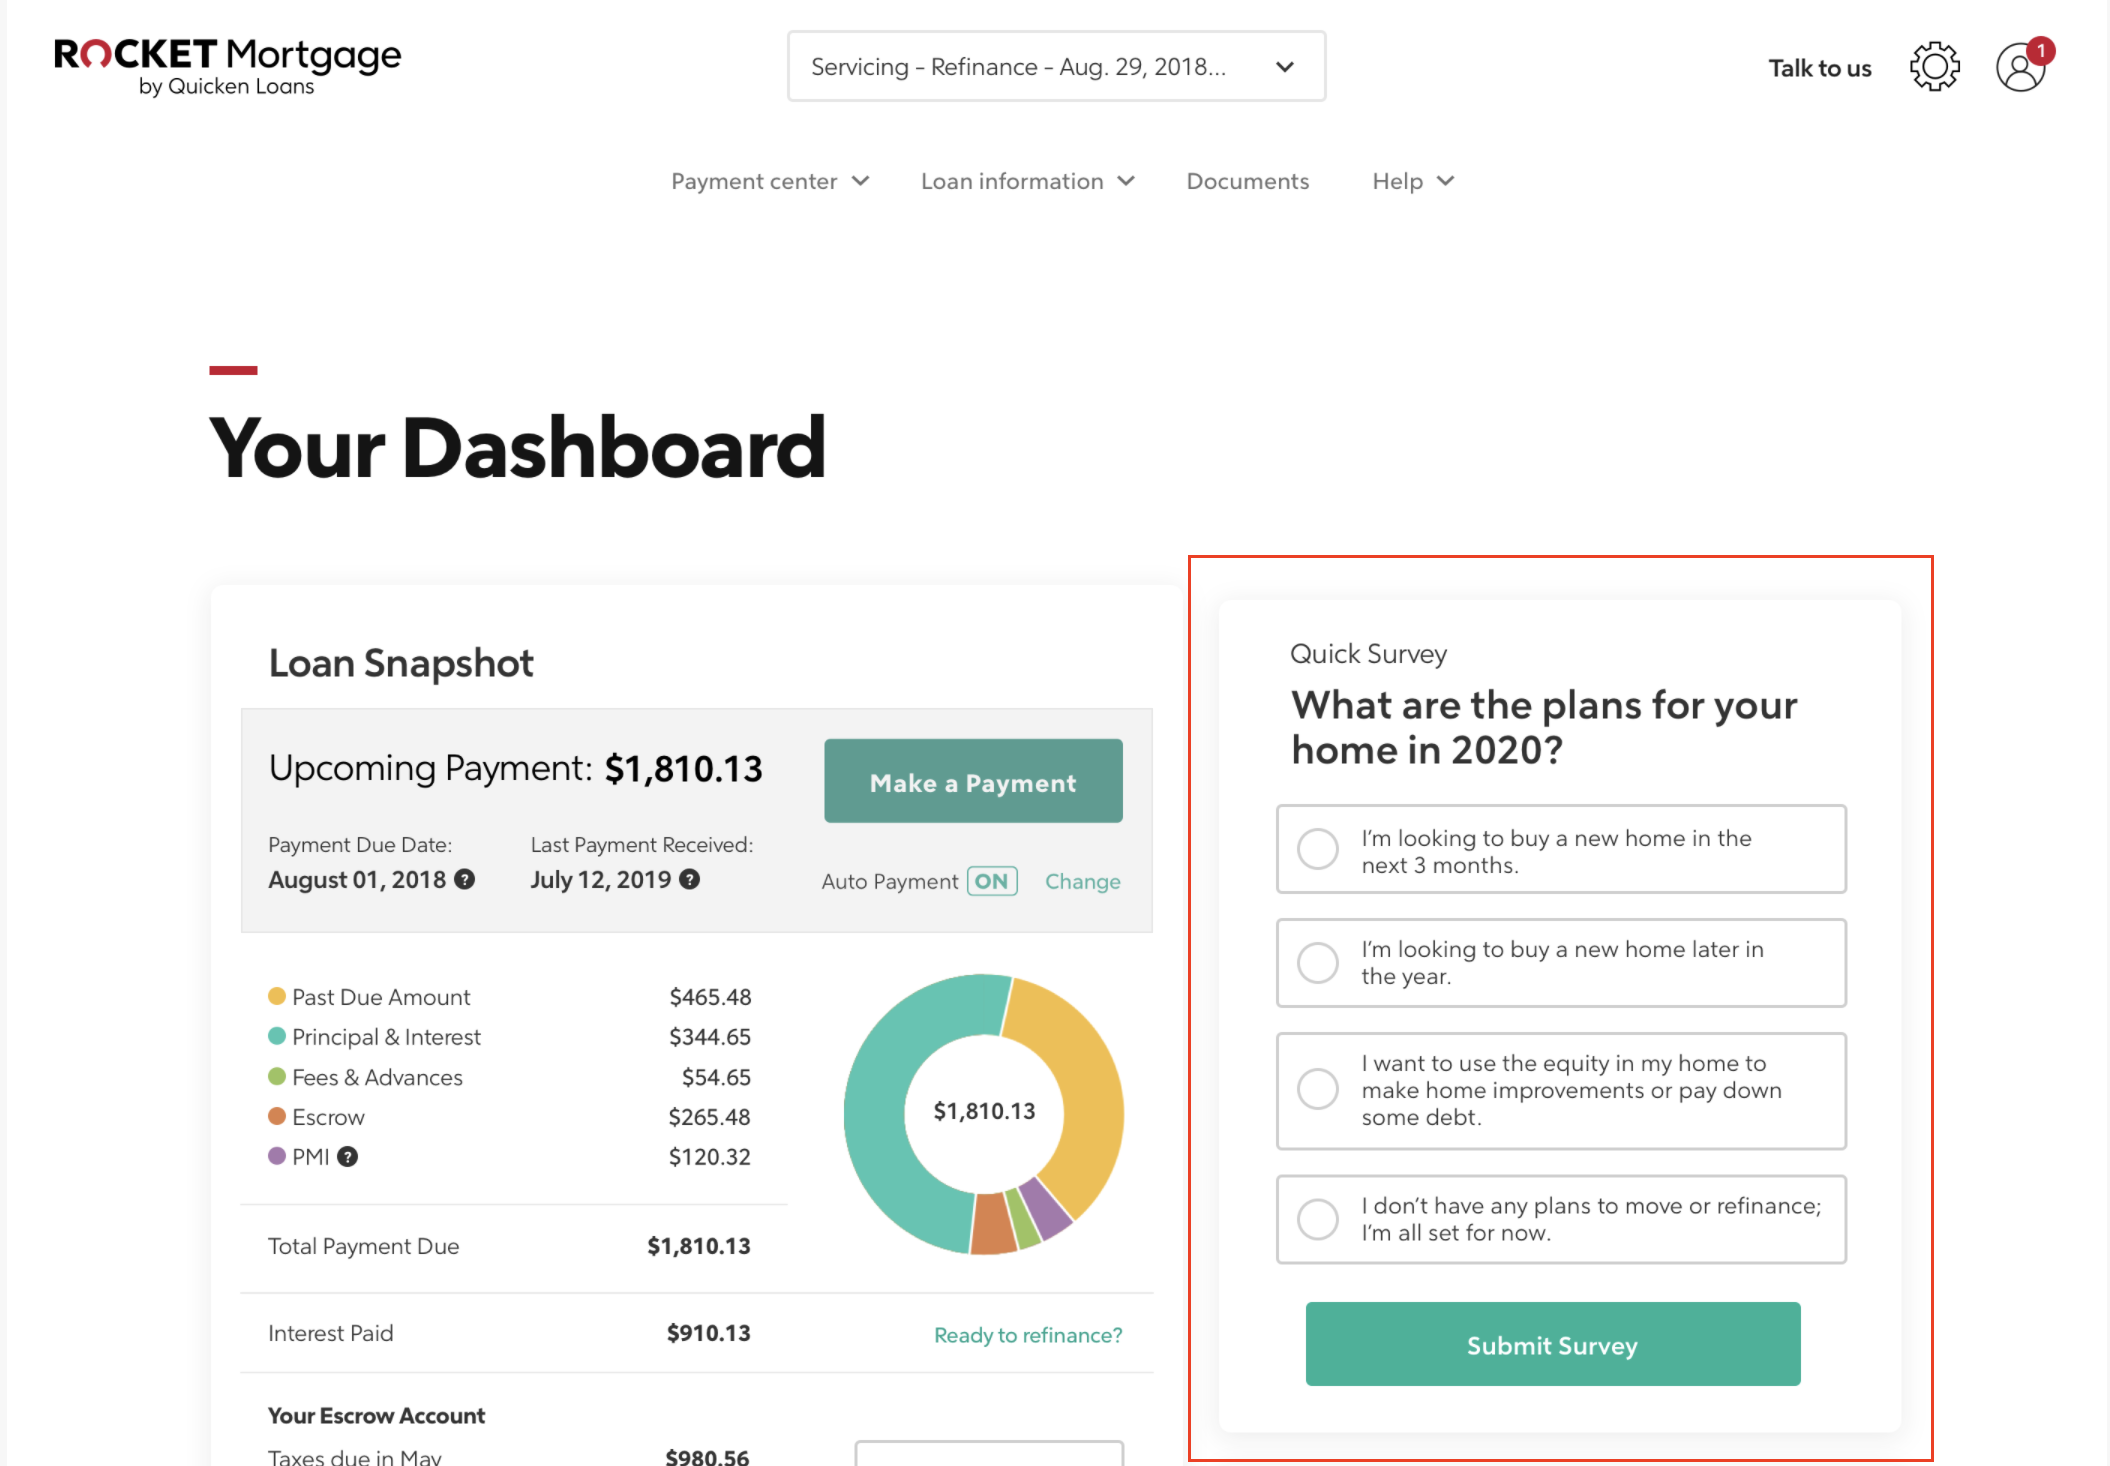 ROCKET Mortgage
by Quicken Loans
Servicing - Refinance - Aug. 29, 2018...
Talk to us
1
Payment center
Loan information
Documents
Help
Your Dashboard
Loan Snapshot
Upcoming Payment: $1,810.13
Make a Payment
Payment Due Date:
August 01, 2018 ?
Last Payment Received:
July 12, 2019 ?
Auto Payment ON Change
Past Due Amount $465.48
Principal & Interest $344.65
Fees & Advances $54.65
Escrow $265.48
PMI ? $120.32
$1,810.13
Total Payment Due $1,810.13
Interest Paid $910.13
Ready to refinance?
Your Escrow Account
Taxes due in May $980.56
Quick Survey
What are the plans for your
home in 2020?
I'm looking to buy a new home in the
next 3 months.
I'm looking to buy a new home later in
the year.
I want to use the equity in my home to
make home improvements or pay down
some debt.
I don't have any plans to move or refinance;
I'm all set for now.
Submit Survey